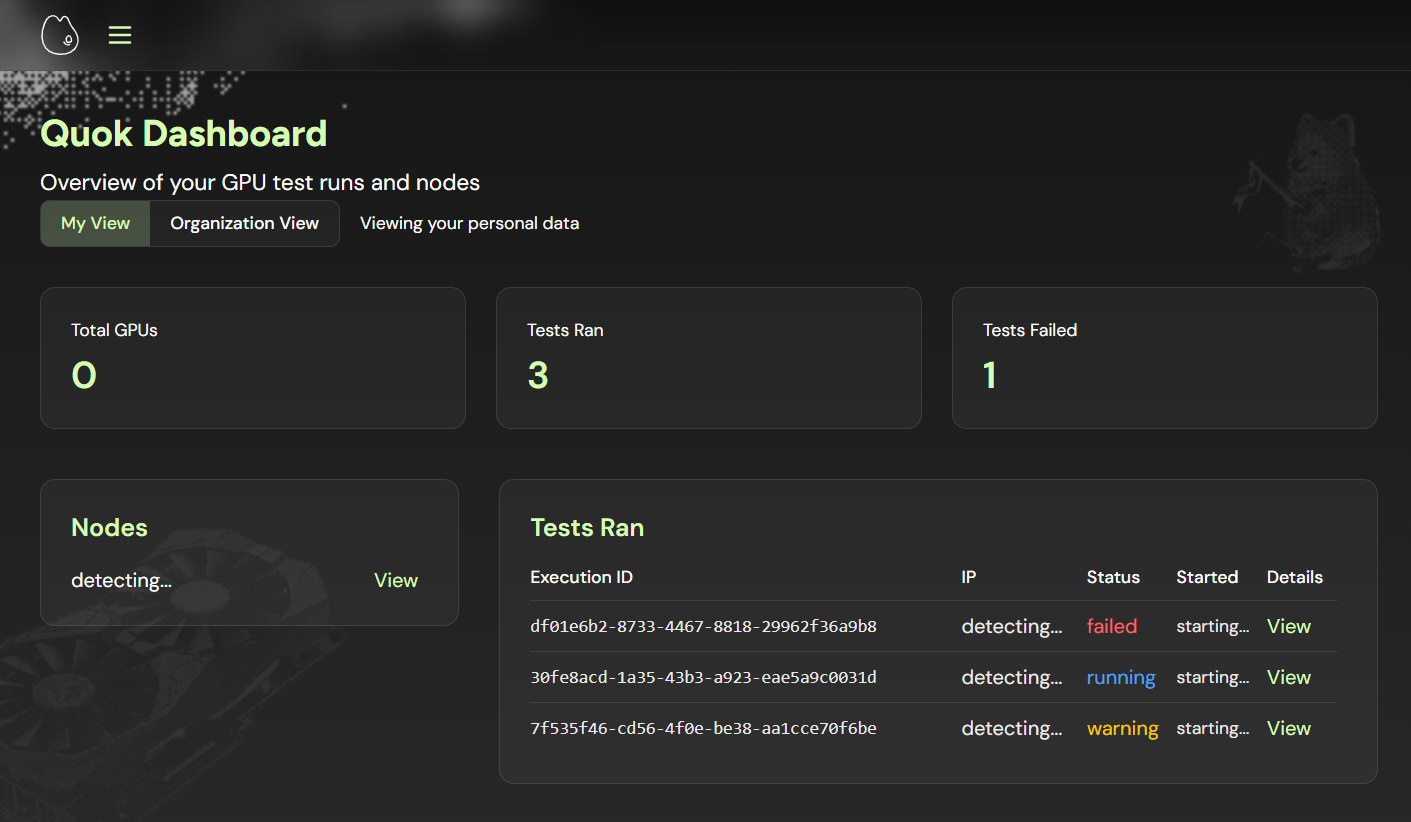 Quok Dashboard
Overview of your GPU test runs and nodes
My View Organization View Viewing your personal data
Total GPUs
0
Tests Ran
3
Tests Failed
1
Nodes
detecting... View
Tests Ran
Execution ID IP Status Started Details
df01e6b2-8733-4467-8818-29962f36a9b8 detecting... failed starting... View
30fe8acd-1a35-43b3-a923-eae5a9c0031d detecting... running starting... View
7f535f46-cd56-4f0e-be38-aa1cce70f6be detecting... warning starting... View